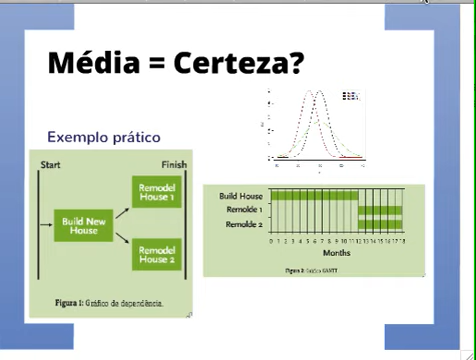 Média = Certeza?
Exemplo prático
Start
Finish
Build New
House
Remodel
House 1
Remodel
House 2
Figura 1: Gráfico de dependência.
Build House
Remolde 1
Remolde 2
0 1 2 3 4 5 6 7 8 9 10 11 12 13 14 15 16 17 18
Months
Figura 2: Gráfico GANTT